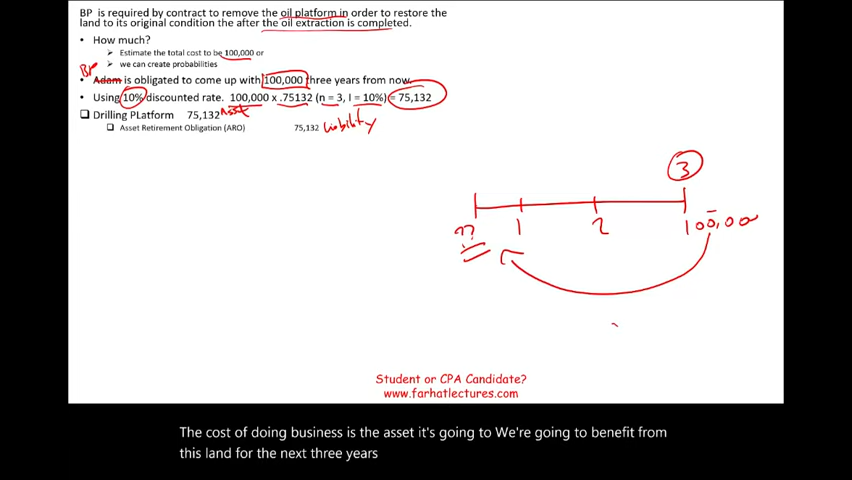 BP is required by contract to remove the oil platform in order to restore the
land to its original condition the after the oil extraction is completed.
• How much?
➢ Estimate the total cost to be 100,000 or
➢ we can create probabilities
BP
• Adam is obligated to come up with 100,000 three years from now.
• Using 10% discounted rate. 100,000 x .75132 (n = 3, I = 10%) = 75,132
❑ Drilling PLatform 75,132 Asset
❑ Asset Retirement Obligation (ARO) 75,132 Liability
3
?? 1 2 100,00
Student or CPA Candidate?
www.farhatlectures.com
The cost of doing business is the asset it's going to We're going to benefit from
this land for the next three years